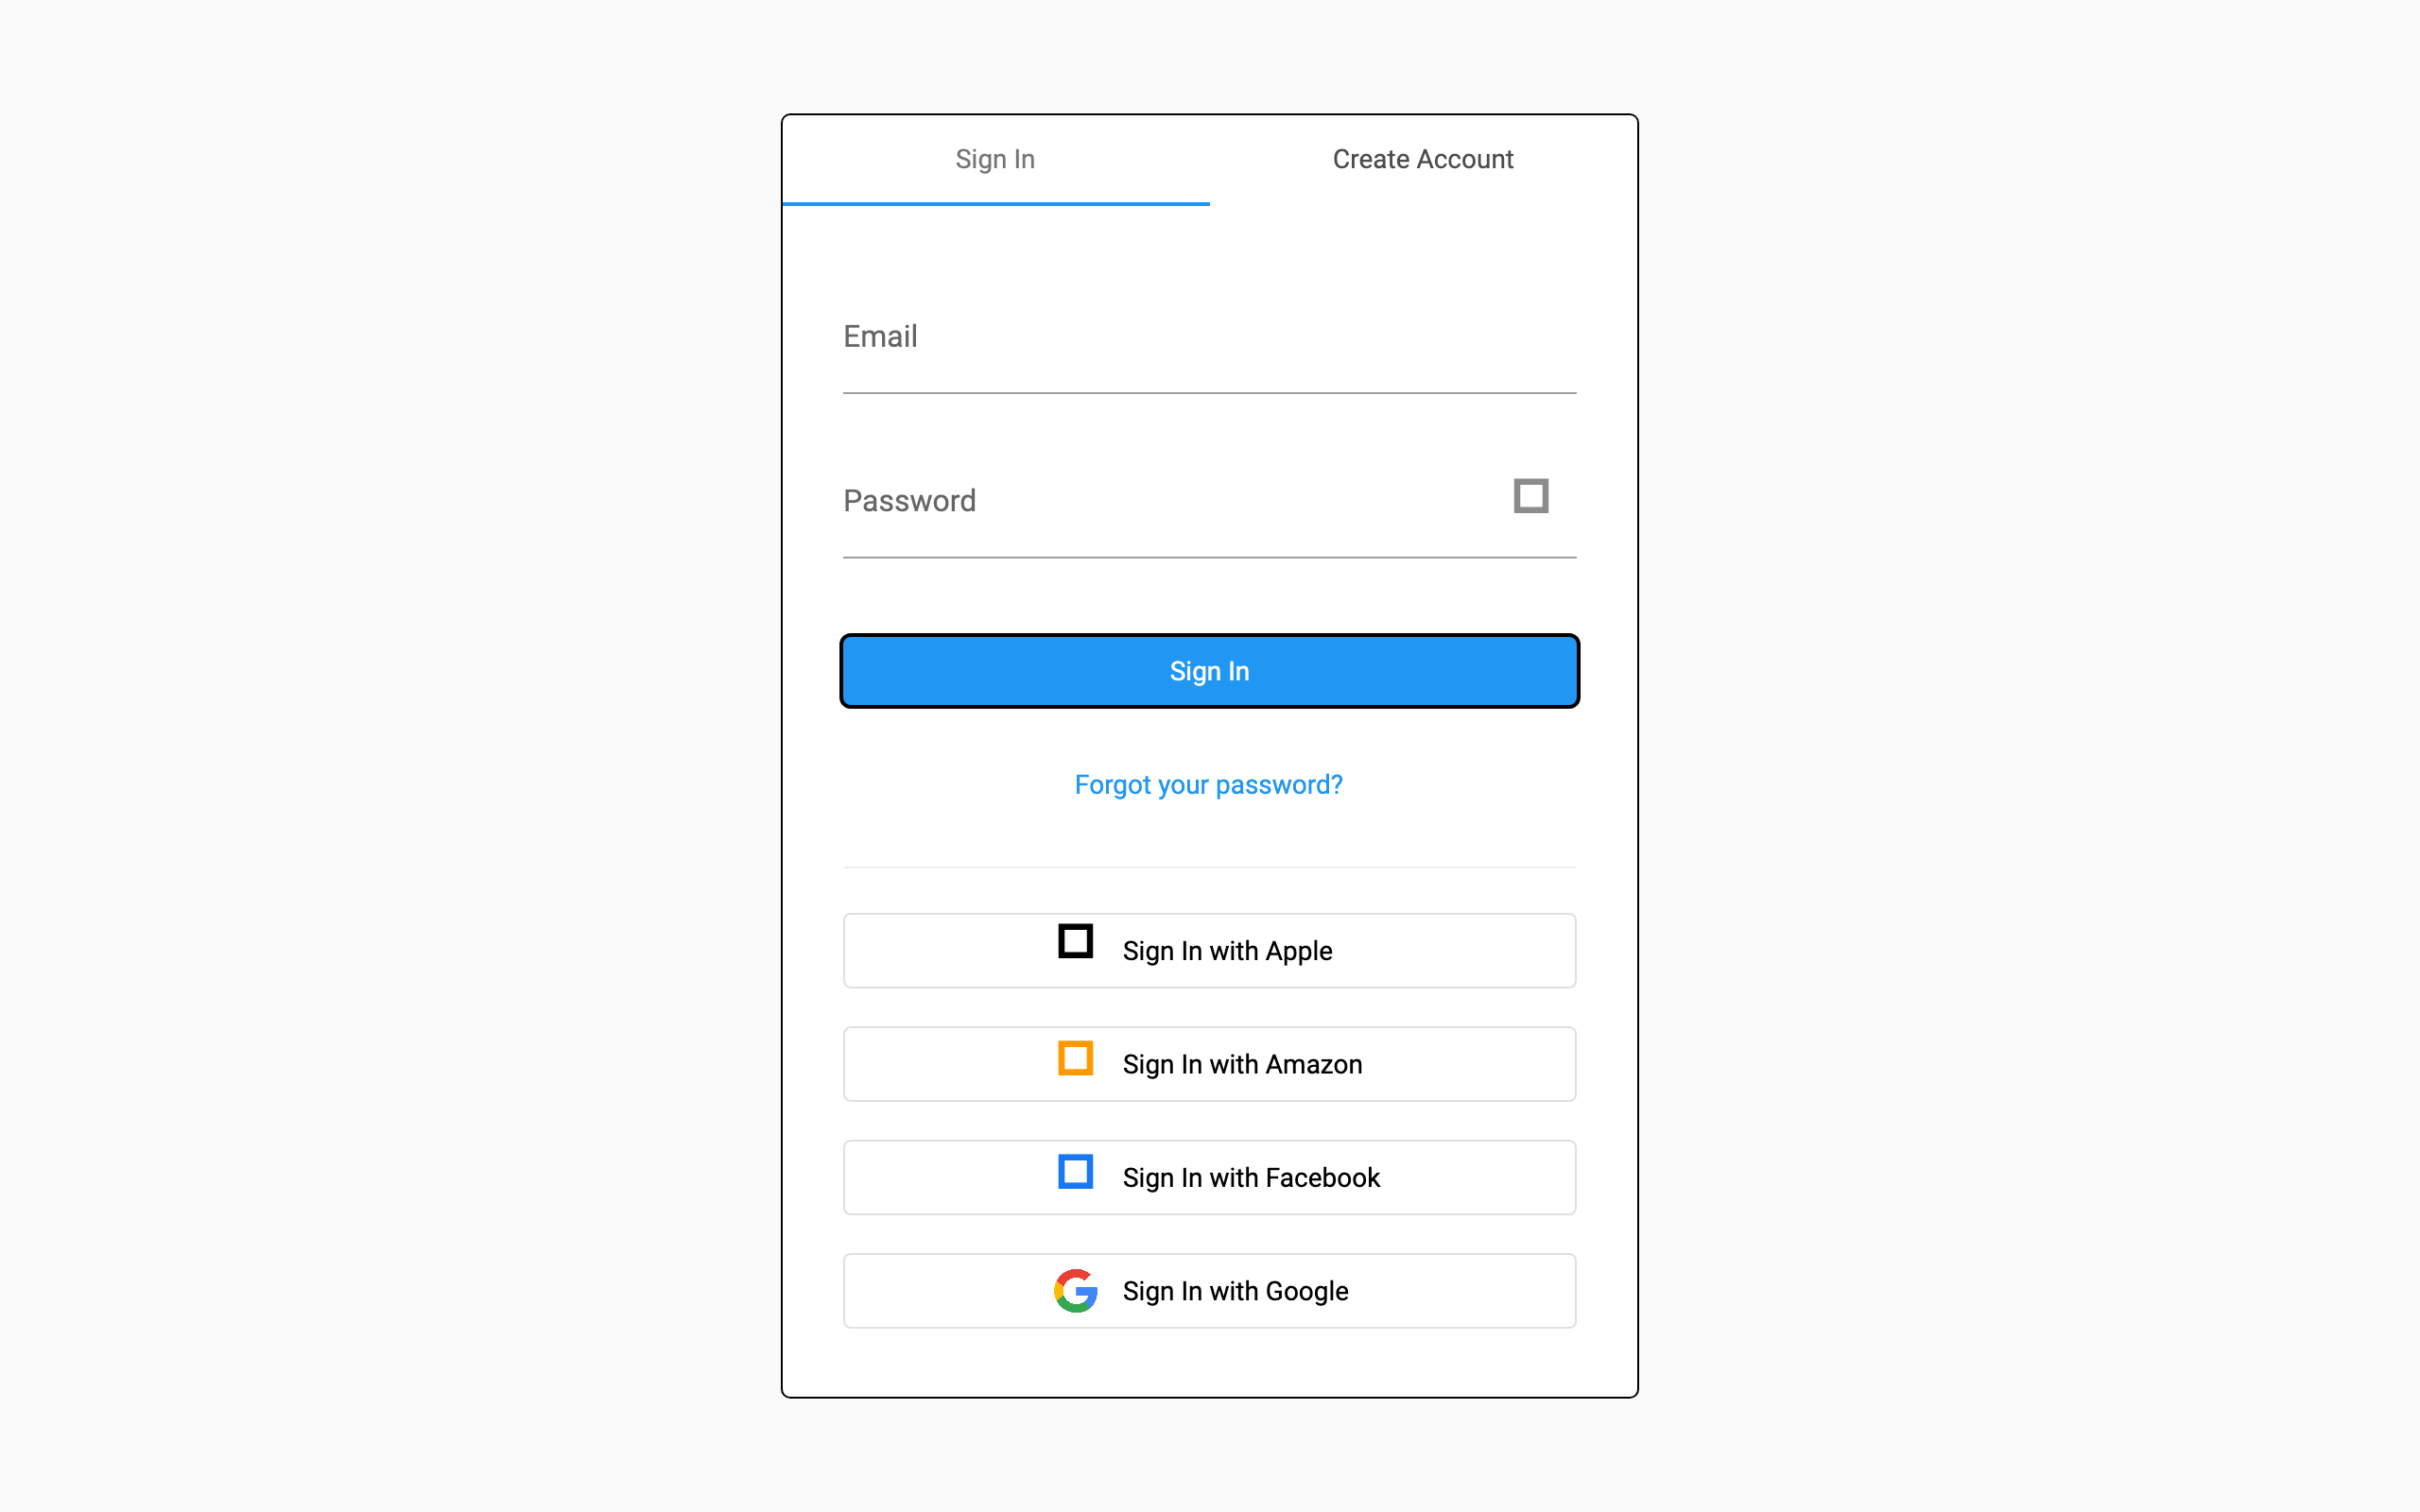 Sign In
Create Account
Email
Password
Sign In
Forgot your password?
Sign In with Apple
Sign In with Amazon
Sign In with Facebook
Sign In with Google